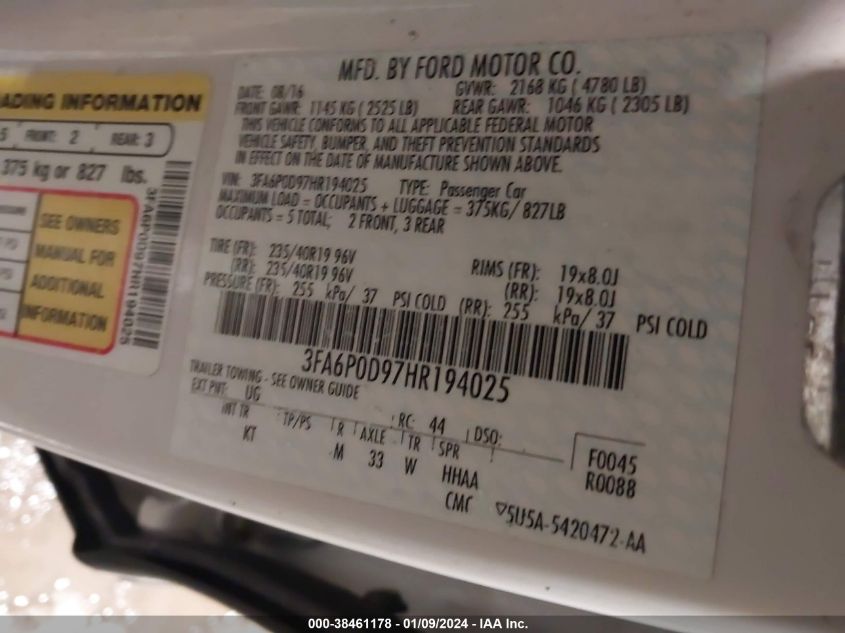 ADING INFORMATION
5 FRONT: 2 REAR: 3
375 kg or 827 lbs.
SEE OWNERS
MANUAL FOR
ADDITIONAL
INFORMATION
3FA6P0D97HR194025
MFD. BY FORD MOTOR CO.
DATE: 08/16 GVWR: 2168 KG ( 4780 LB)
FRONT GAWR: 1145 KG ( 2525 LB) REAR GAWR: 1046 KG ( 2305 LB)
THIS VEHICLE CONFORMS TO ALL APPLICABLE FEDERAL MOTOR
VEHICLE SAFETY, BUMPER, AND THEFT PREVENTION STANDARDS
IN EFFECT ON THE DATE OF MANUFACTURE SHOWN ABOVE.
VIN: 3FA6P0D97HR194025 TYPE: Passenger Car
MAXIMUM LOAD = OCCUPANTS + LUGGAGE = 375KG/ 827LB
OCCUPANTS = 5 TOTAL; 2 FRONT, 3 REAR
TIRE (FR): 235/40R19 96V RIMS (FR): 19x8.0J
(RR): 235/40R19 96V (RR): 19x8.0J
PRESSURE (FR): 255 kPa/ 37 PSI COLD (RR): 255 kPa/ 37 PSI COLD
3FA6P0D97HR194025
TRAILER TOWING - SEE OWNER GUIDE
EXT PNT: UG RC: 44 DSO: F0045
INT TR TP/PS R AXLE TR SPR R0088
KT M 33 W HHAA
CMC 5U5A-5420472-AA
000-38461178 - 01/09/2024 - IAA Inc.